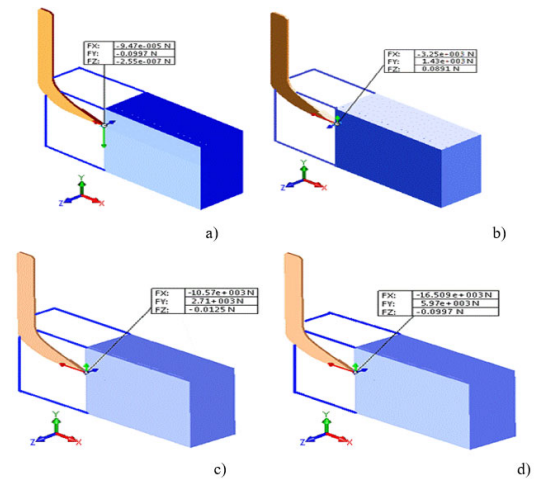 FX: -9.47e-005 N
FY: -0.0997 N
FZ: -2.55e-007 N
Y
Z X
a)
FX: -3.25e-003 N
FY: 1.43e-003 N
FZ: 0.0891 N
Y
Z X
b)
FX: -10.57e+003 N
FY: 2.71+003 N
FZ: -0.0125 N
Y
Z X
c)
FX: -16.509e+003 N
FY: 5.97e+003 N
FZ: -0.0997 N
Y
Z X
d)